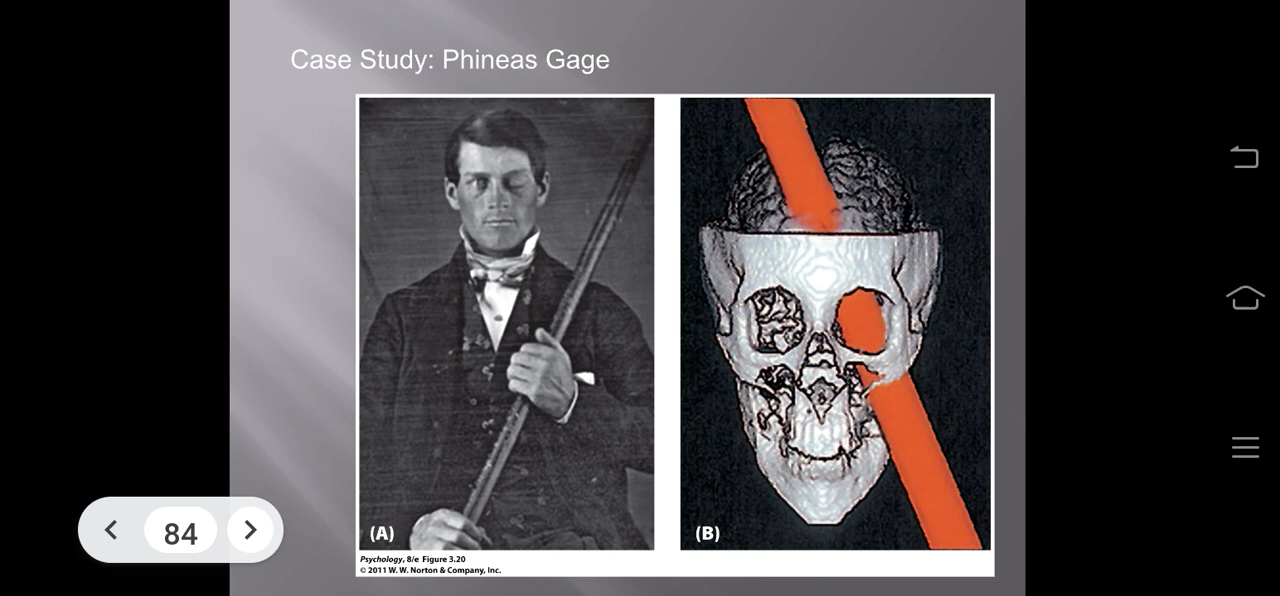 Case Study: Phineas Gage
(A)
(B)
Psychology, 8/e Figure 3.20
© 2011 W. W. Norton & Company, Inc.
84